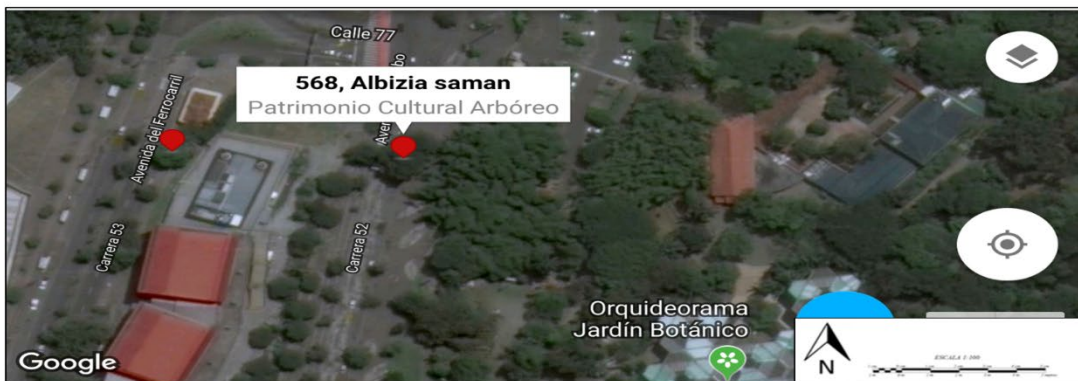 Calle 77
568, Albizia saman
Patrimonio Cultural Arbóreo
Avenida del Ferrocarril
Carrera 53
Carrera 52
Orquideorama
Jardín Botánico
Google
N
ESCALA 1:100